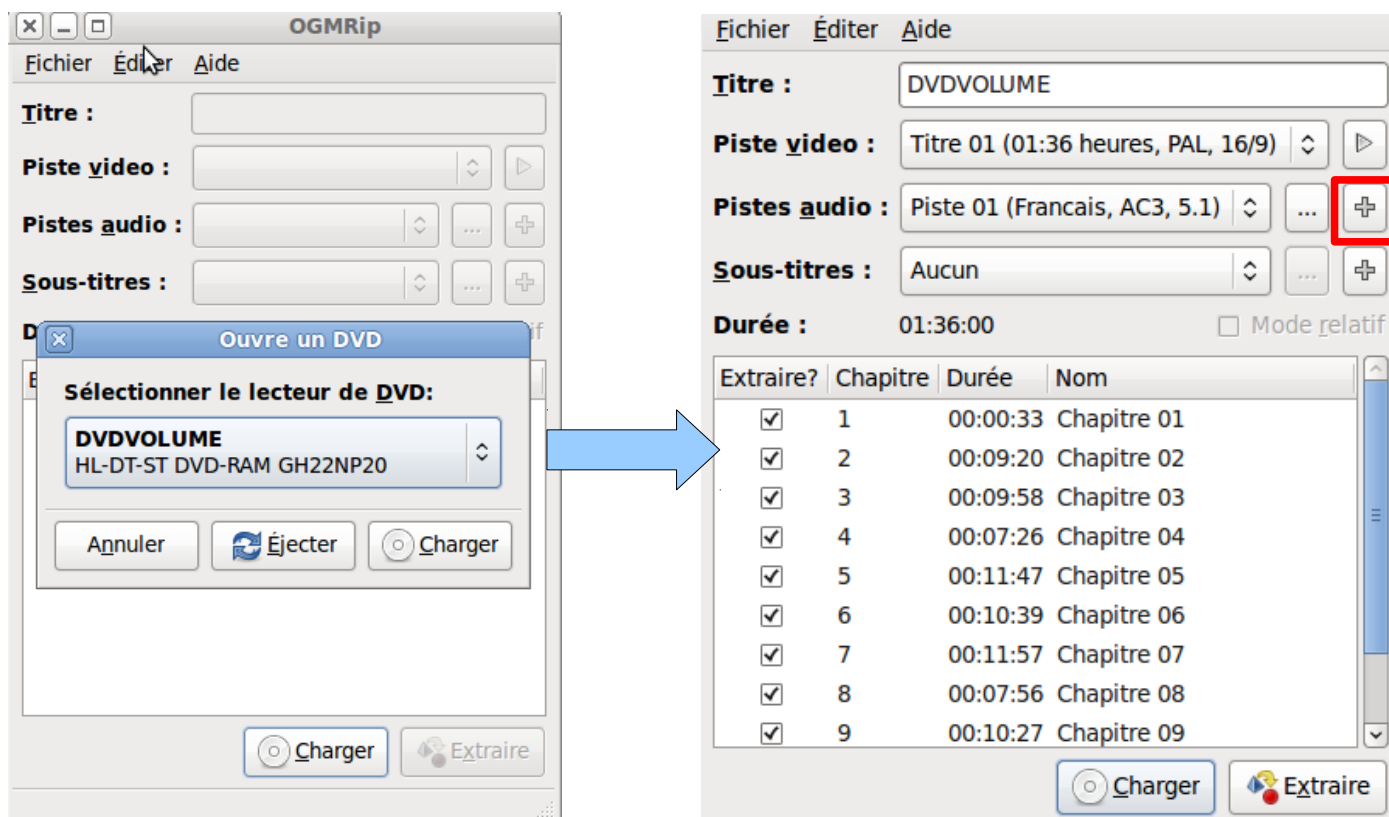 OGMRip
Fichier Éditer Aide
Titre :
Piste video :
Pistes audio :
...
Sous-titres :
...
D
if
E
Ouvre un DVD
Sélectionner le lecteur de DVD:
DVDVOLUME
HL-DT-ST DVD-RAM GH22NP20
Annuler Éjecter Charger
Charger Extraire
Fichier Éditer Aide
Titre : DVDVOLUME
Piste video : Titre 01 (01:36 heures, PAL, 16/9)
Pistes audio : Piste 01 (Francais, AC3, 5.1) ...
Sous-titres : Aucun ...
Durée : 01:36:00 Mode relatif
Extraire? Chapitre Durée Nom
1 00:00:33 Chapitre 01
2 00:09:20 Chapitre 02
3 00:09:58 Chapitre 03
4 00:07:26 Chapitre 04
5 00:11:47 Chapitre 05
6 00:10:39 Chapitre 06
7 00:11:57 Chapitre 07
8 00:07:56 Chapitre 08
9 00:10:27 Chapitre 09
Charger Extraire